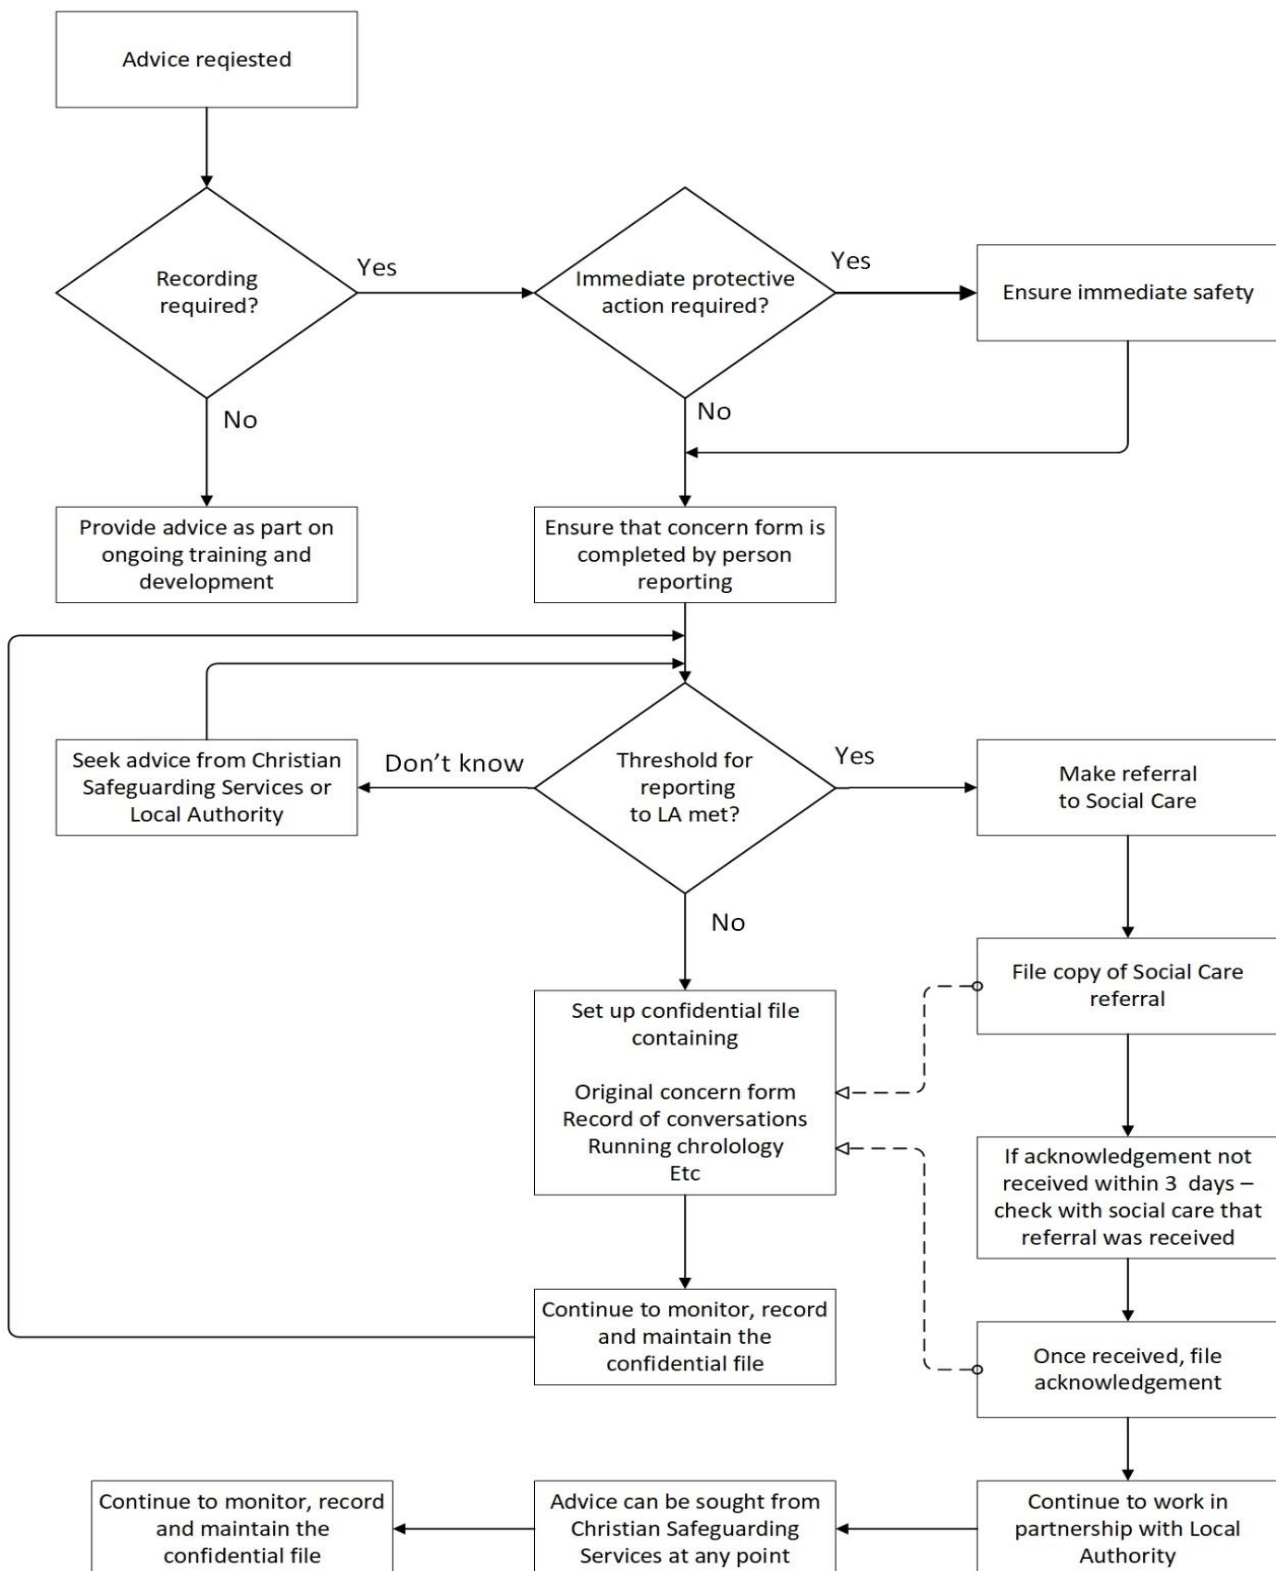 Advice reqiested
Recording
required?
Yes
Immediate protective
action required?
Yes
Ensure immediate safety
No
No
Provide advice as part on
ongoing training and
development
Ensure that concern form is
completed by person
reporting
Seek advice from Christian
Safeguarding Services or
Local Authority
Don’t know
Threshold for
reporting
to LA met?
Yes
Make referral
to Social Care
No
File copy of Social Care
referral
Set up confidential file
containing
Original concern form
Record of conversations
Running chrolology
Etc
If acknowledgement not
received within 3 days –
check with social care that
referral was received
Continue to monitor, record
and maintain the
confidential file
Once received, file
acknowledgement
Continue to monitor, record
and maintain the
confidential file
Advice can be sought from
Christian Safeguarding
Services at any point
Continue to work in
partnership with Local
Authority